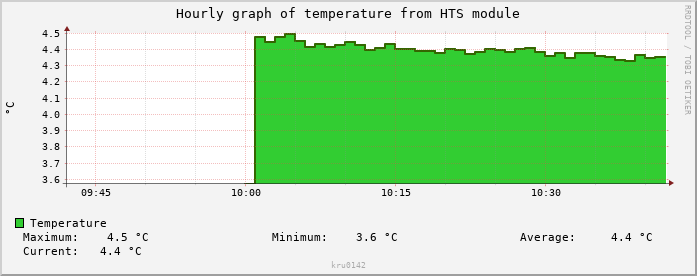 Hourly graph of temperature from HTS module
RRDTOOL / TOBI OETIKER
°C
4.5
4.4
4.3
4.2
4.1
4.0
3.9
3.8
3.7
3.6
09:45 10:00 10:15 10:30
Temperature
Maximum: 4.5 °C Minimum: 3.6 °C Average: 4.4 °C
Current: 4.4 °C
kru0142